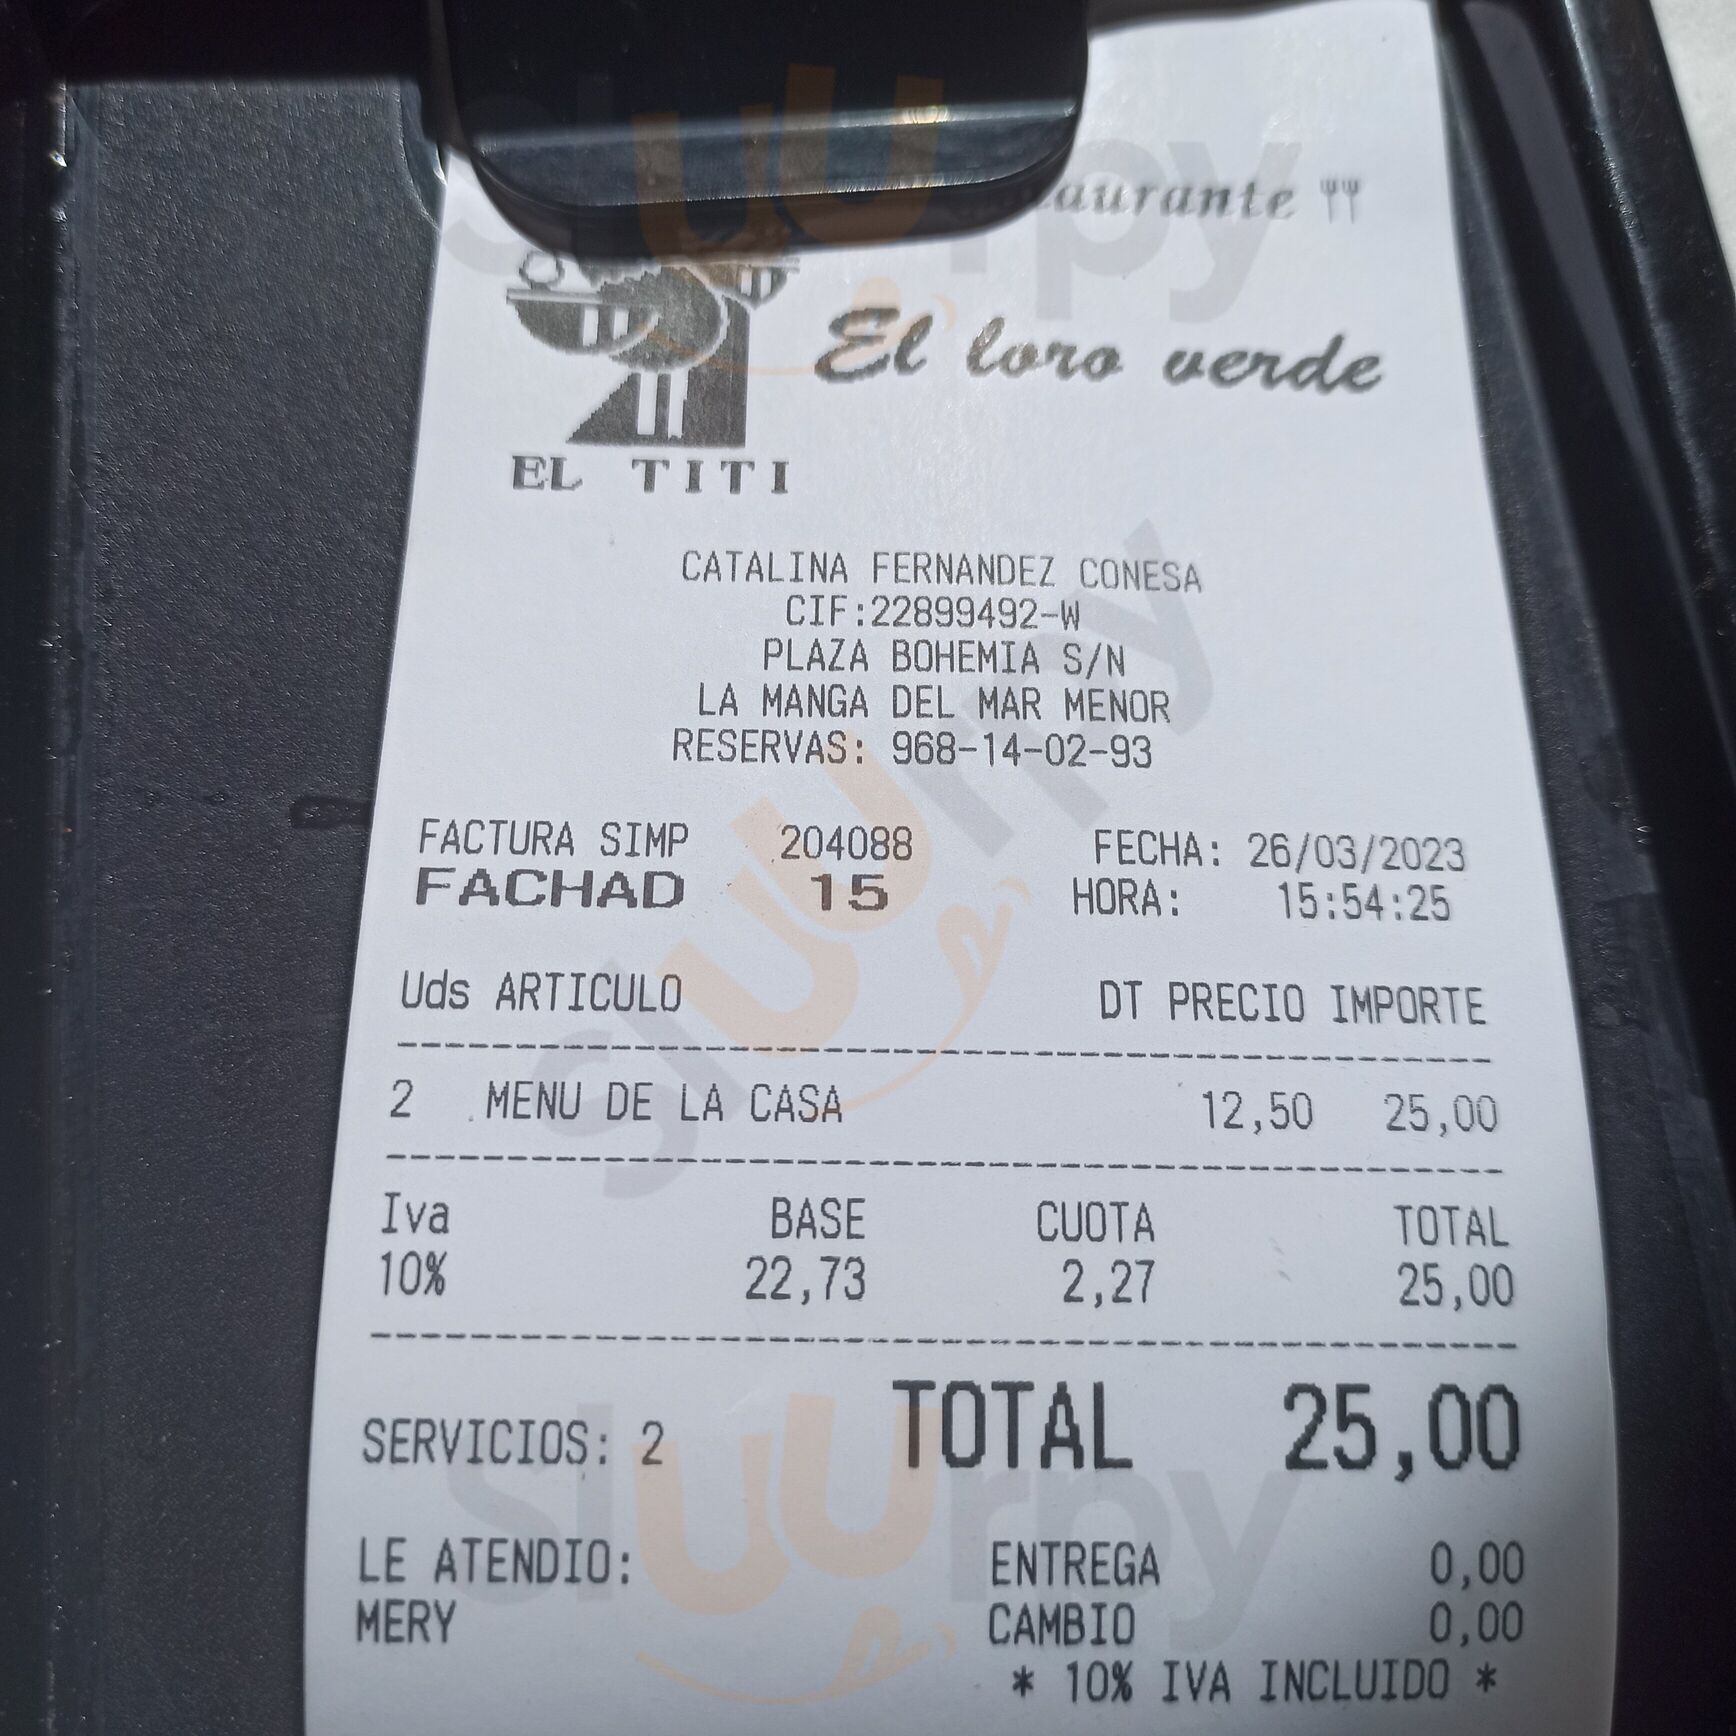 El loro verde
EL TITI
CATALINA FERNANDEZ CONESA
CIF:22899492-W
PLAZA BOHEMIA S/N
LA MANGA DEL MAR MENOR
RESERVAS: 968-14-02-93
FACTURA SIMP 204088 FECHA: 26/03/2023
FACHAD 15 HORA: 15:54:25
Uds ARTICULO DT PRECIO IMPORTE
2 MENU DE LA CASA 12,50 25,00
Iva BASE CUOTA TOTAL
10% 22,73 2,27 25,00
SERVICIOS: 2 TOTAL 25,00
LE ATENDIO: ENTREGA 0,00
MERY CAMBIO 0,00
* 10% IVA INCLUIDO *
sluurpy
sluurpy
sluurpy